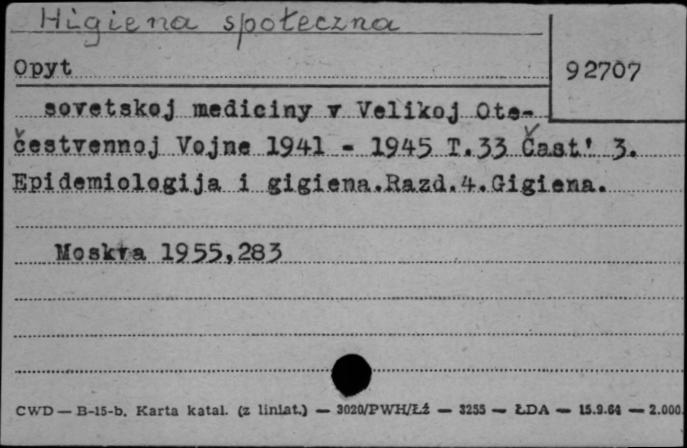 Higiena społeczna
Opyt
92707
sovetskoj mediciny v Velikoj Ote-
čestvennoj Vojne 1941 - 1945 T.33 Čast' 3.
Epidemiologija i gigiena.Razd.4.Gigiena.
Moskva 1955,283
CWD — B-15-b. Karta katal. (z liniat.) — 3020/PWH/Łź — 3255 — ŁDA — 15.9.64 — 2.000.